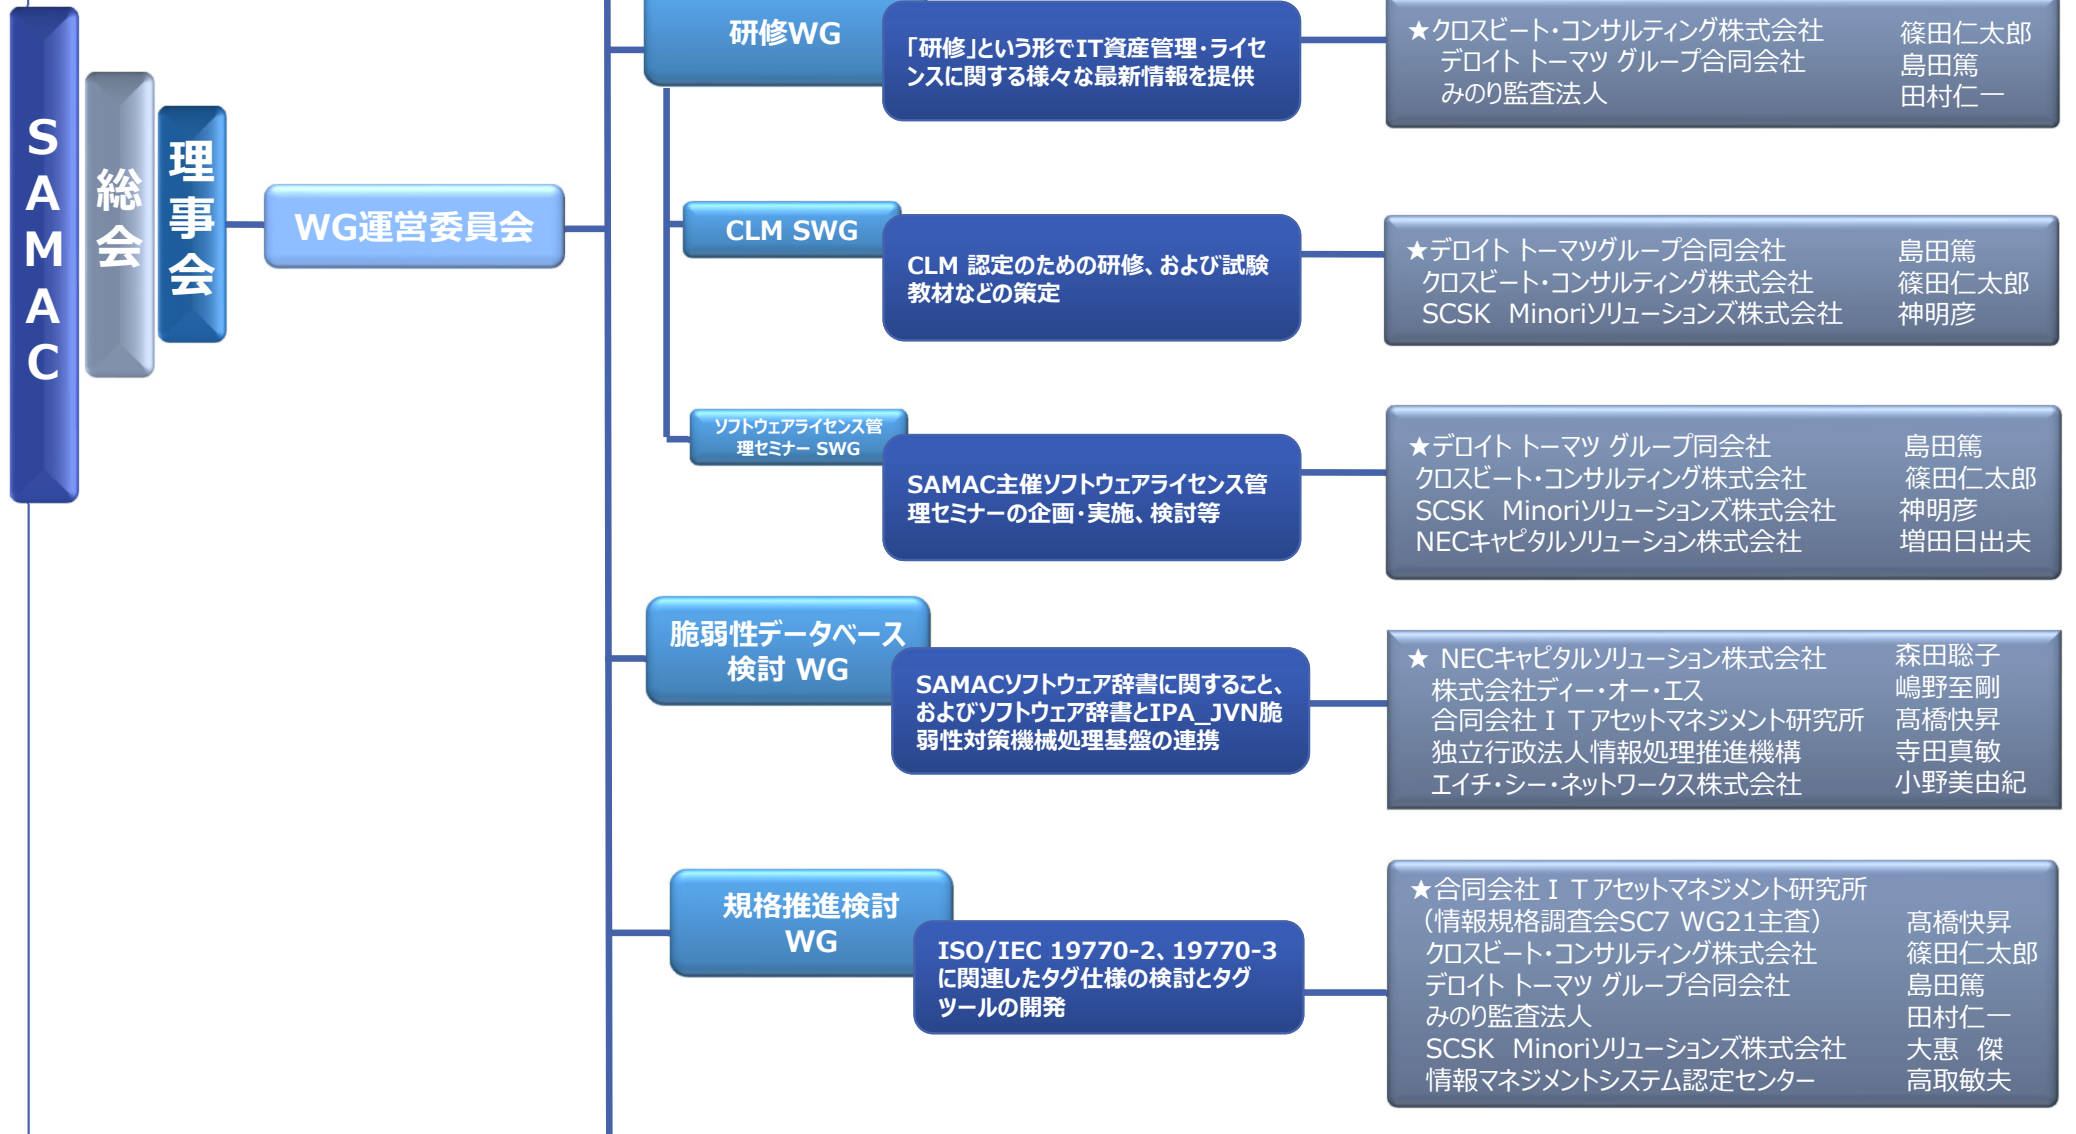 SAMAC
総会
理事会
WG運営委員会
研修WG
「研修」という形でIT資産管理・ライセ
ンスに関する様々な最新情報を提供
★クロスビート・コンサルティング株式会社 篠田仁太郎
デロイト トーマツ グループ合同会社 島田篤
みのり監査法人 田村仁一
CLM SWG
CLM 認定のための研修、および試験
教材などの策定
★デロイト トーマツグループ合同会社 島田篤
クロスビート・コンサルティング株式会社 篠田仁太郎
SCSK Minoriソリューションズ株式会社 神明彦
ソフトウェアライセンス管
理セミナー SWG
SAMAC主催ソフトウェアライセンス管
理セミナーの企画・実施、検討等
★デロイト トーマツ グループ同会社 島田篤
クロスビート・コンサルティング株式会社 篠田仁太郎
SCSK Minoriソリューションズ株式会社 神明彦
NECキャピタルソリューション株式会社 増田日出夫
脆弱性データベース
検討 WG
SAMACソフトウェア辞書に関すること、
およびソフトウェア辞書とIPA_JVN脆
弱性対策機械処理基盤の連携
★ NECキャピタルソリューション株式会社 森田聡子
株式会社ディー・オー・エス 嶋野至剛
合同会社ＩＴアセットマネジメント研究所 髙橋快昇
独立行政法人情報処理推進機構 寺田真敏
エイチ・シー・ネットワークス株式会社 小野美由紀
規格推進検討
WG
ISO/IEC 19770-2、19770-3
に関連したタグ仕様の検討とタグ
ツールの開発
★合同会社ＩＴアセットマネジメント研究所
（情報規格調査会SC7 WG21主査） 髙橋快昇
クロスビート・コンサルティング株式会社 篠田仁太郎
デロイト トーマツ グループ合同会社 島田篤
みのり監査法人 田村仁一
SCSK Minoriソリューションズ株式会社 大惠 傑
情報マネジメントシステム認定センター 高取敏夫